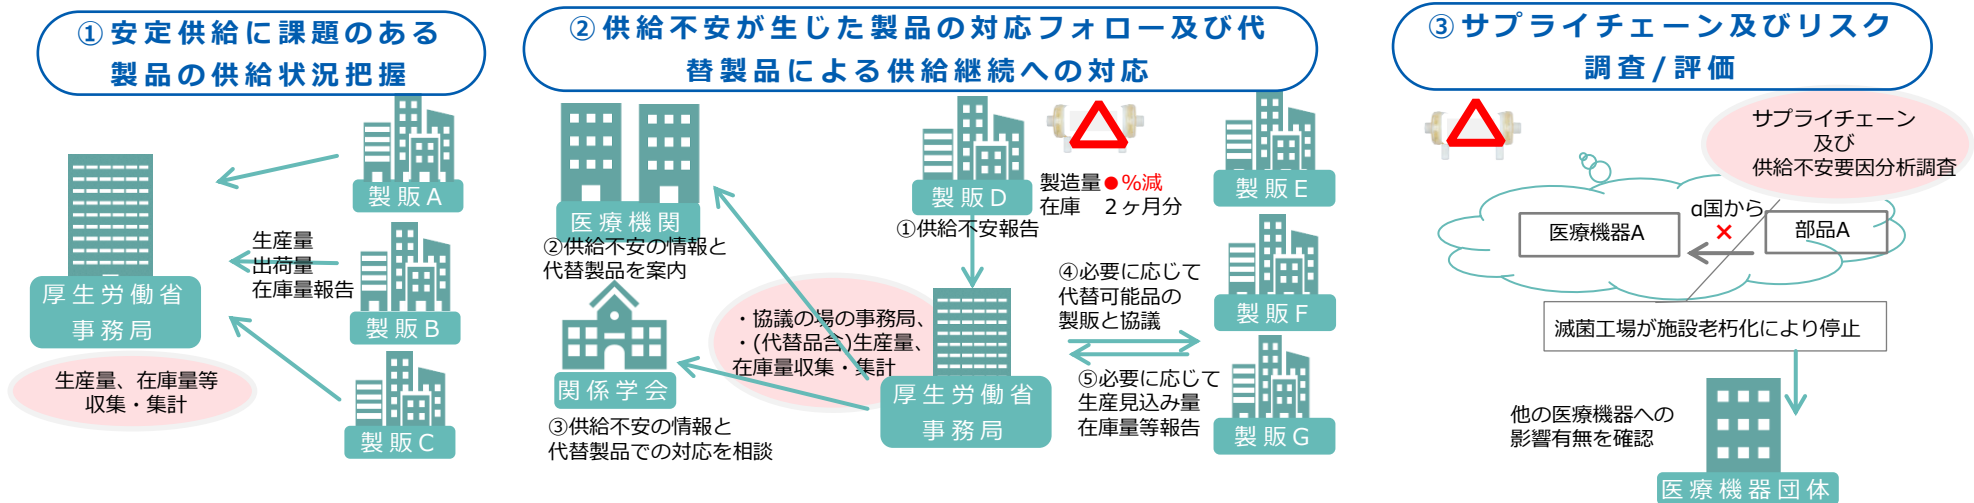 ①安定供給に課題のある
製品の供給状況把握
製販A
生産量
出荷量
在庫量報告
厚生労働省
事務局
製販B
生産量、在庫量等
収集・集計
製販C
②供給不安が生じた製品の対応フォロー及び代
替製品による供給継続への対応
医療機関
②供給不安の情報と
代替製品を案内
製販D
①供給不安報告
製造量●%減
在庫 2ヶ月分
製販E
・協議の場の事務局、
・(代替品含)生産量、
在庫量収集・集計
④必要に応じて
代替可能品の
製販と協議
製販F
関係学会
③供給不安の情報と
代替製品での対応を相談
厚生労働省
事務局
⑤必要に応じて
生産見込み量
在庫量等報告
製販G
③サプライチェーン及びリスク
調査/評価
サプライチェーン
及び
供給不安要因分析調査
医療機器A
α国から
×
部品A
滅菌工場が施設老朽化により停止
他の医療機器への
影響有無を確認
医療機器団体